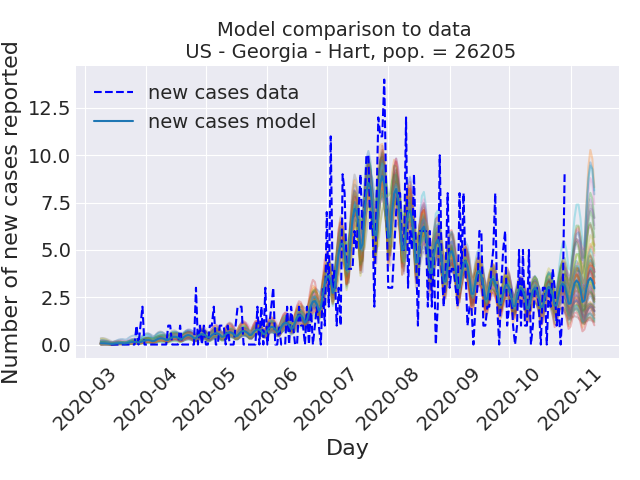 Model comparison to data
US - Georgia - Hart, pop. = 26205
Number of new cases reported
new cases data
new cases model
12.5
10.0
7.5
5.0
2.5
0.0
2020-03
2020-04
2020-05
2020-06
2020-07
2020-08
2020-09
2020-10
2020-11
Day